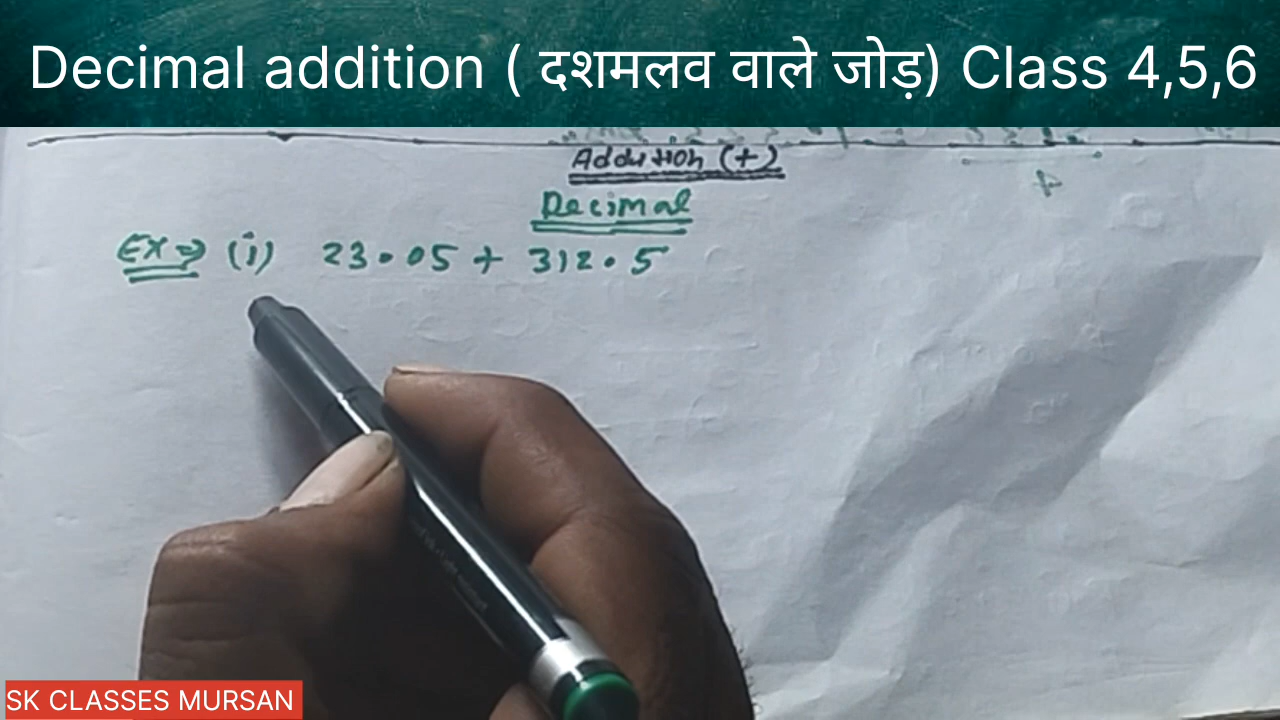 Decimal addition ( दशमलव वाले जोड़) Class 4,5,6
Addition (+)
Decimal
Ex⇒ (i) 23.05 + 312.5
SK CLASSES MURSAN